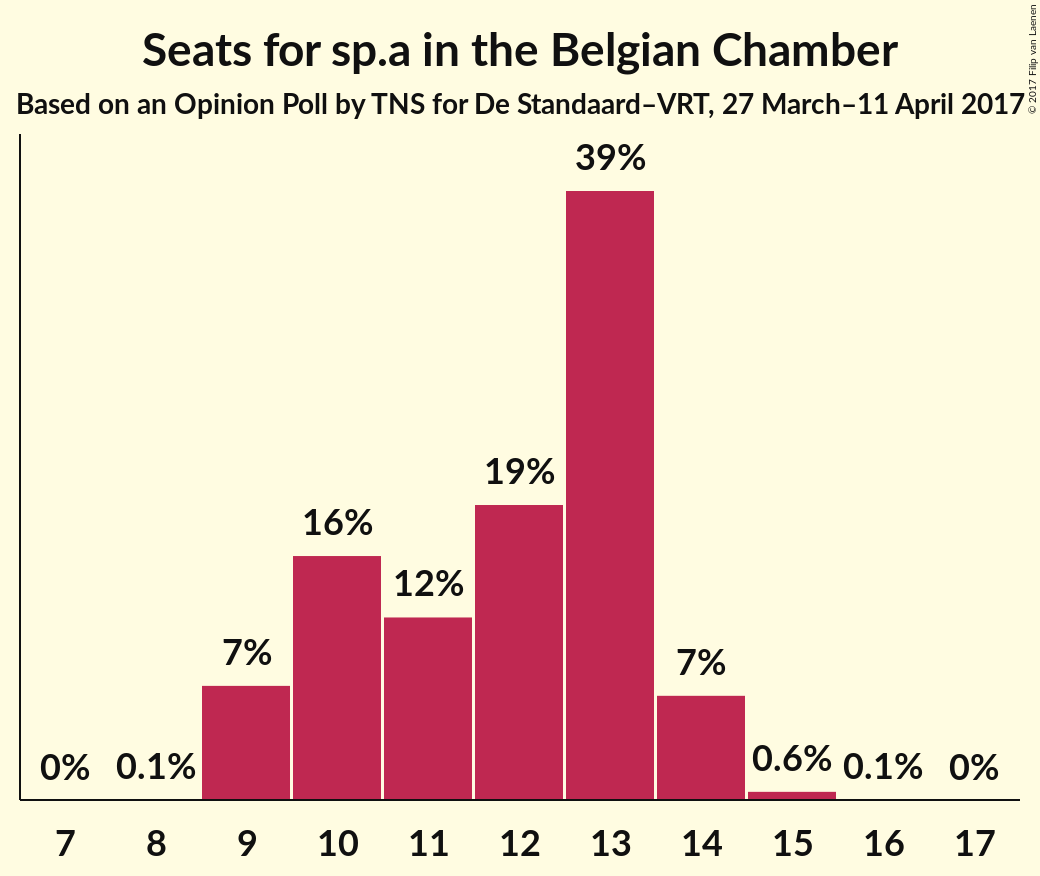 Seats for sp.a in the Belgian Chamber
Based on an Opinion Poll by TNS for De Standaard–VRT, 27 March–11 April 2017
© 2017 Filip van Laenen
0% 0.1% 7% 16% 12% 19% 39% 7% 0.6% 0.1% 0%
7 8 9 10 11 12 13 14 15 16 17